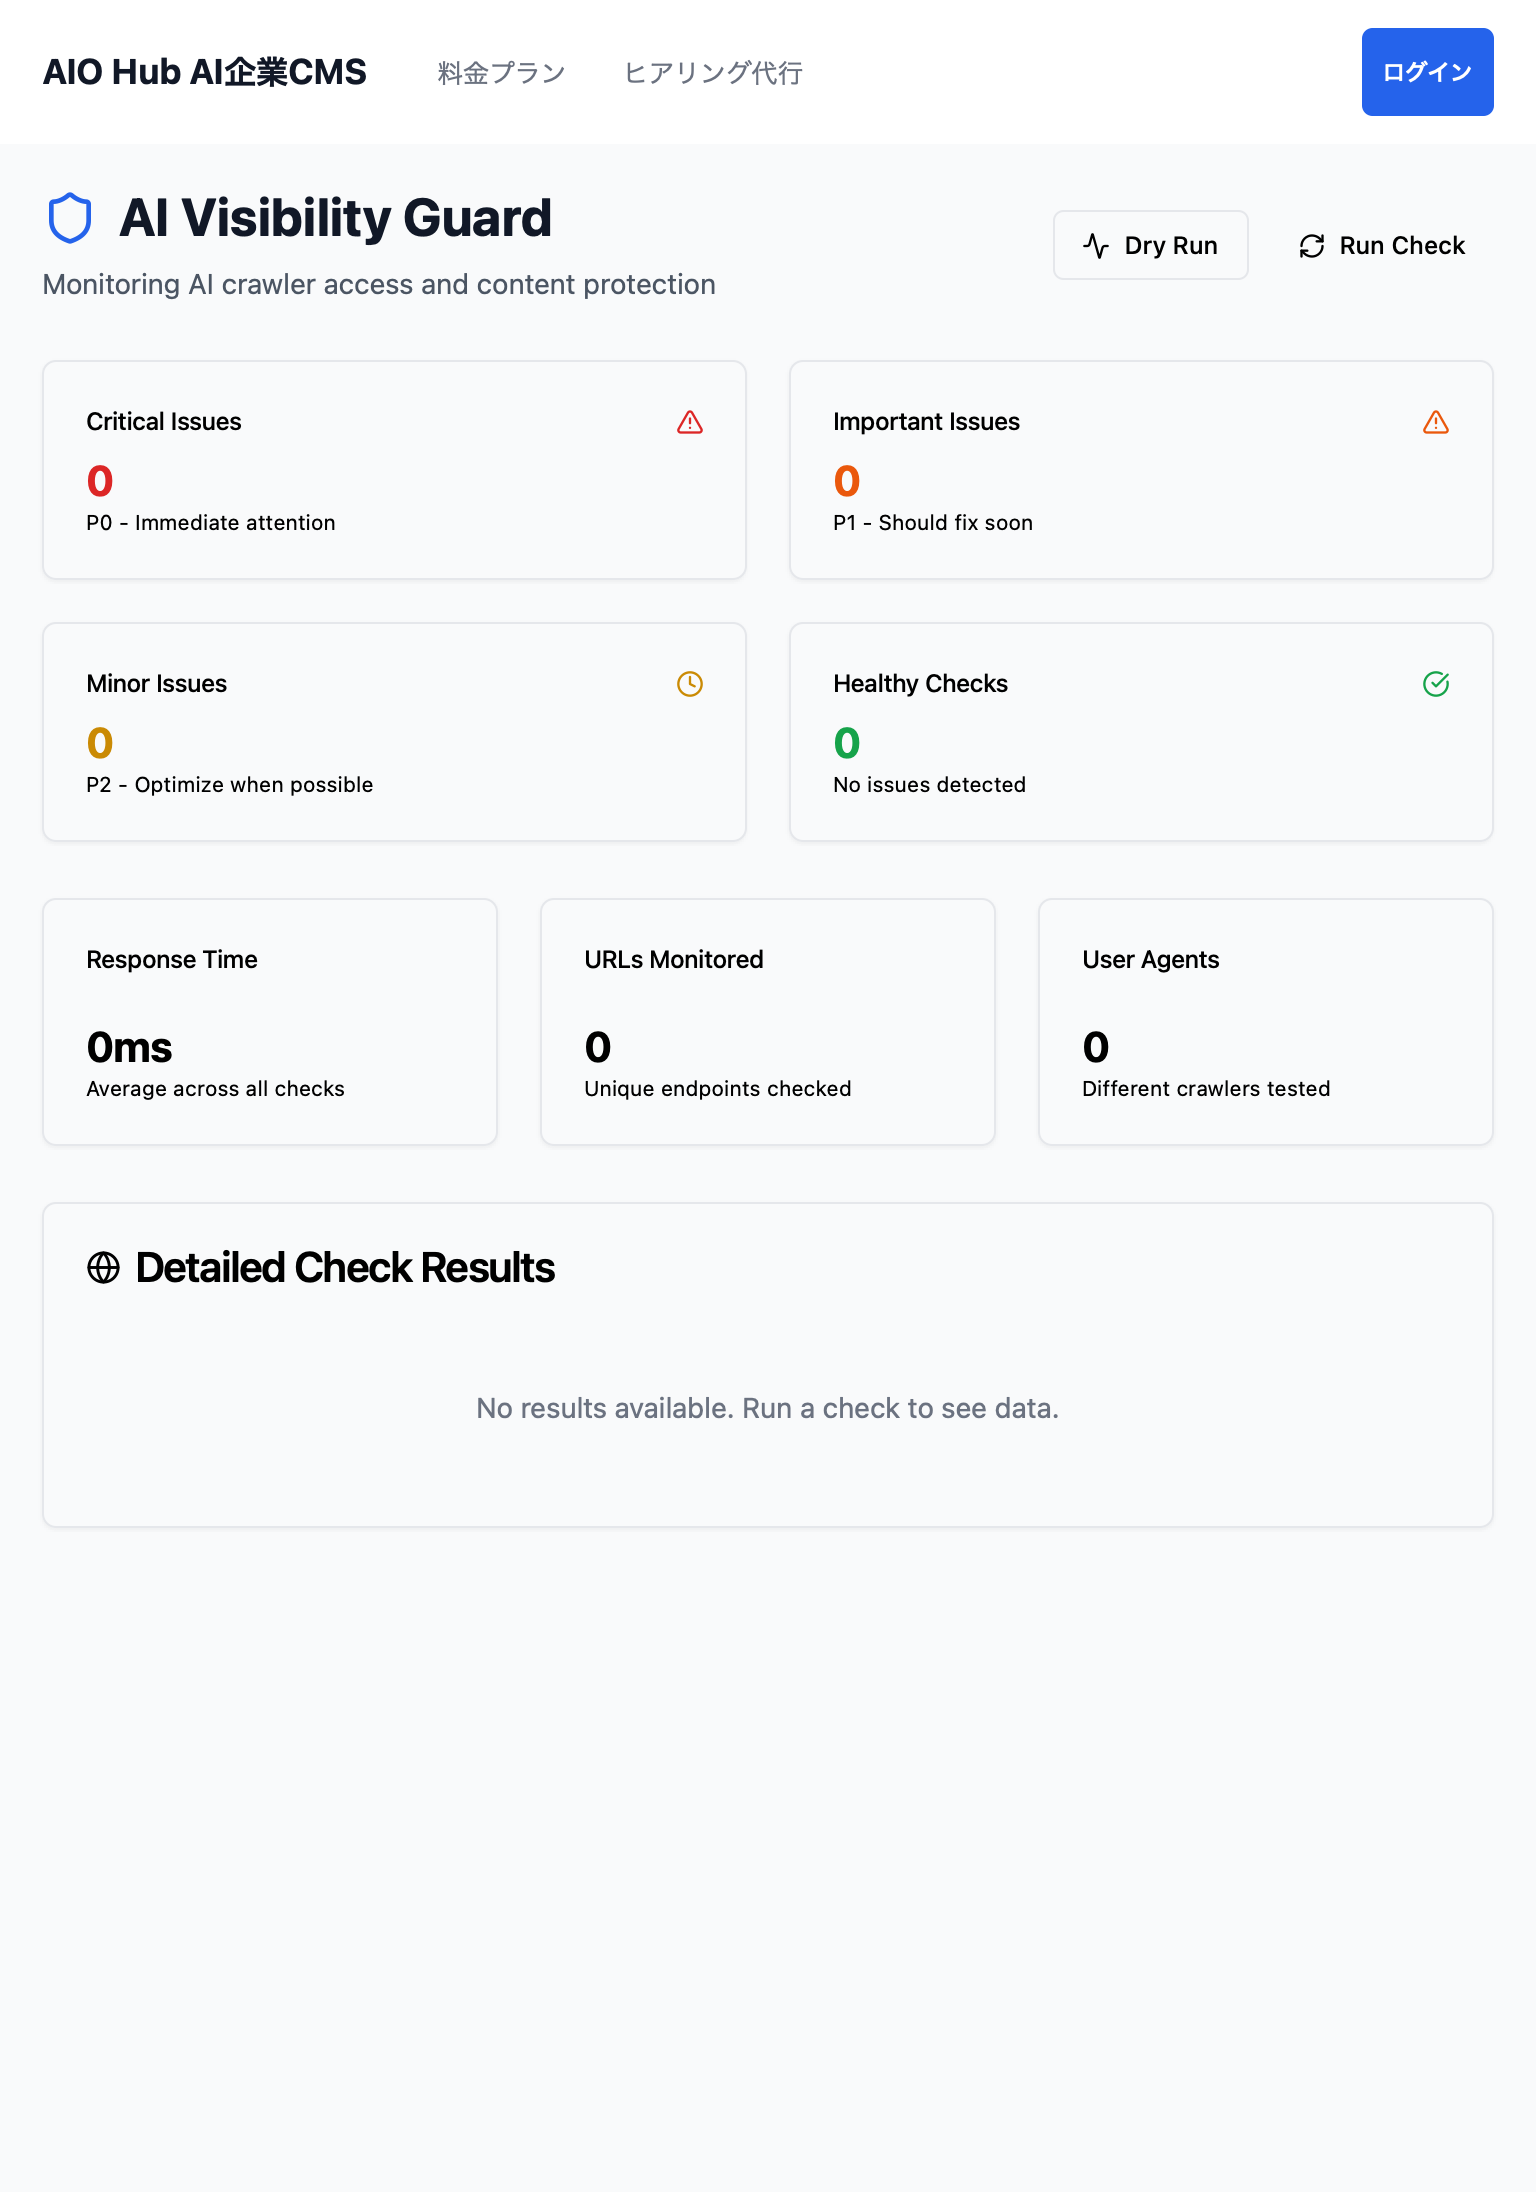 AIO Hub AI企業CMS
料金プラン
ヒアリング代行
ログイン
AI Visibility Guard
Monitoring AI crawler access and content protection
Dry Run
Run Check
Critical Issues
0
P0 - Immediate attention
Important Issues
0
P1 - Should fix soon
Minor Issues
0
P2 - Optimize when possible
Healthy Checks
0
No issues detected
Response Time
0ms
Average across all checks
URLs Monitored
0
Unique endpoints checked
User Agents
0
Different crawlers tested
Detailed Check Results
No results available. Run a check to see data.